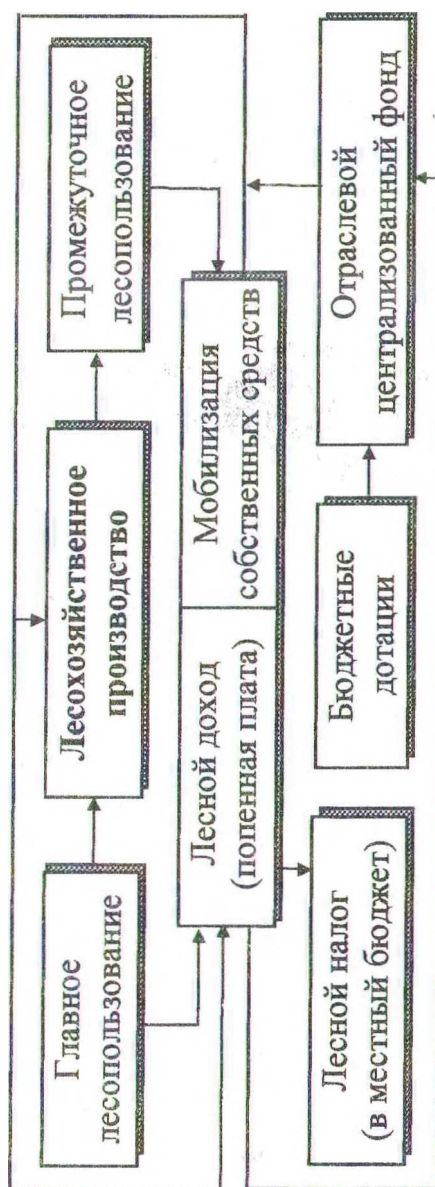 Главное
лесопользование
Лесохозяйственное
производство
Промежуточное
лесопользование
Лесной доход
(попенная плата)
Мобилизация
собственных средств
Лесной налог
(в местный бюджет)
Бюджетные
дотации
Отраслевой
централизованный фонд